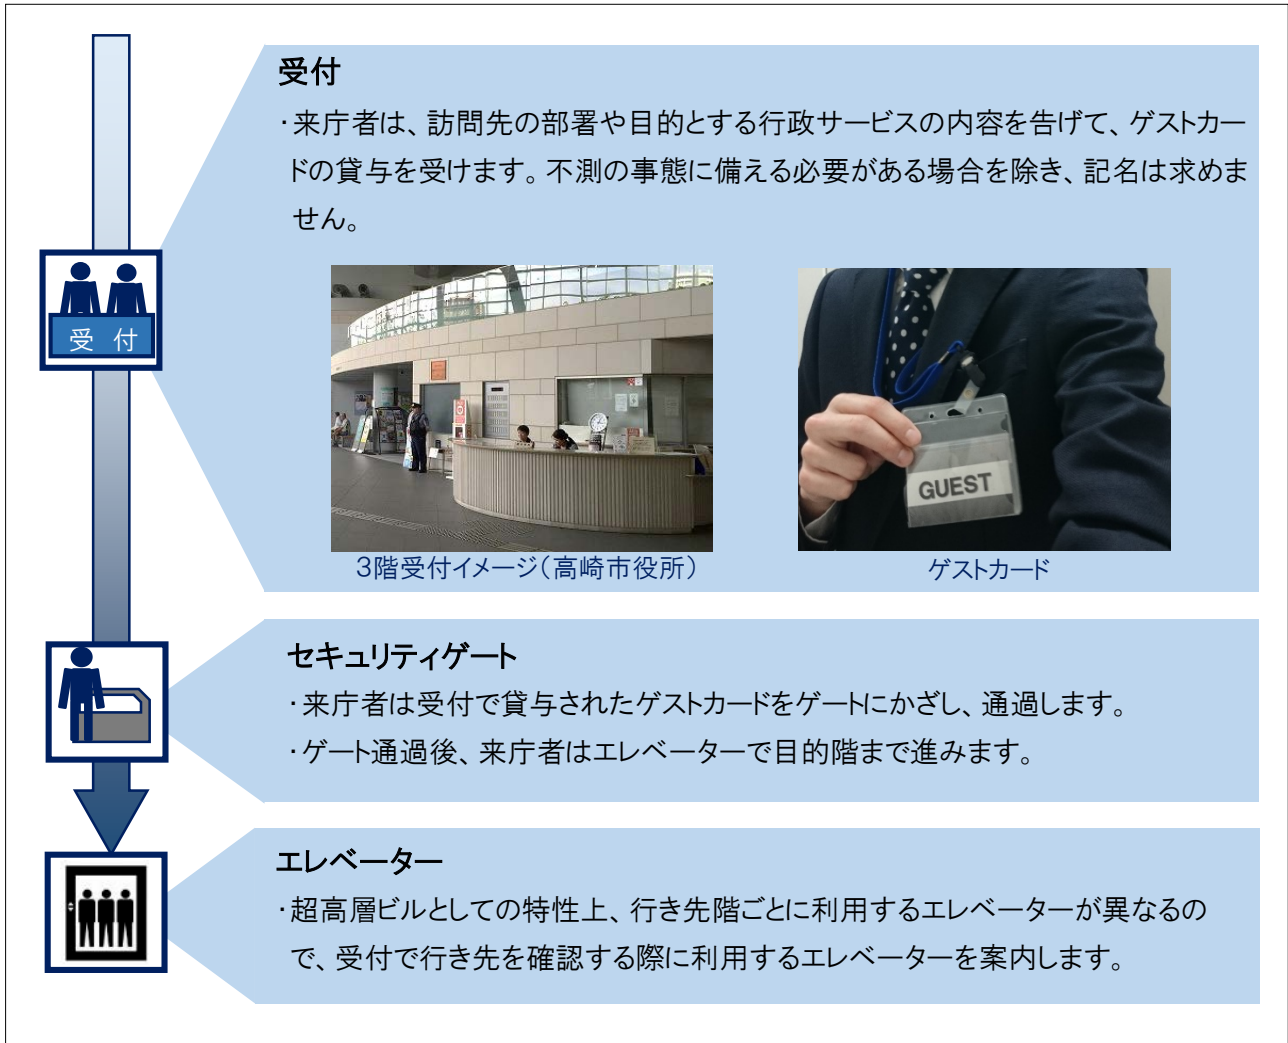 受付
・来庁者は、訪問先の部署や目的とする行政サービスの内容を告げて、ゲストカー
ドの貸与を受けます。不測の事態に備える必要がある場合を除き、記名は求めま
せん。
受 付
GUEST
3階受付イメージ（高崎市役所）
ゲストカード
セキュリティゲート
・来庁者は受付で貸与されたゲストカードをゲートにかざし、通過します。
・ゲート通過後、来庁者はエレベーターで目的階まで進みます。
エレベーター
・超高層ビルとしての特性上、行き先階ごとに利用するエレベーターが異なるの
で、受付で行き先を確認する際に利用するエレベーターを案内します。